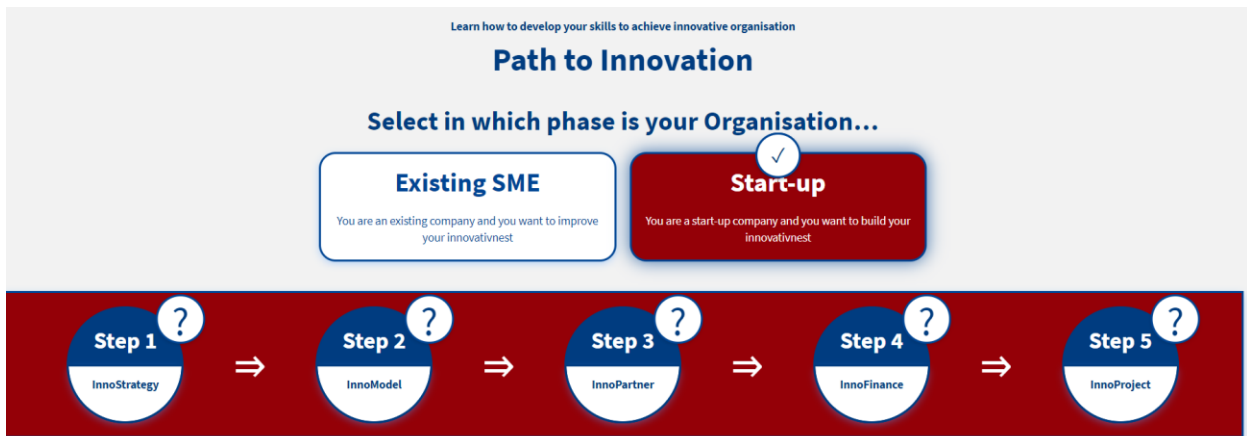 Learn how to develop your skills to achieve innovative organisation
Path to Innovation
Select in which phase is your Organisation...
Existing SME
You are an existing company and you want to improve
your innovativnest
✓
Start-up
You are a start-up company and you want to build your
innovativnest
?
Step 1
InnoStrategy
⇒
?
Step 2
InnoModel
⇒
?
Step 3
InnoPartner
⇒
?
Step 4
InnoFinance
⇒
?
Step 5
InnoProject